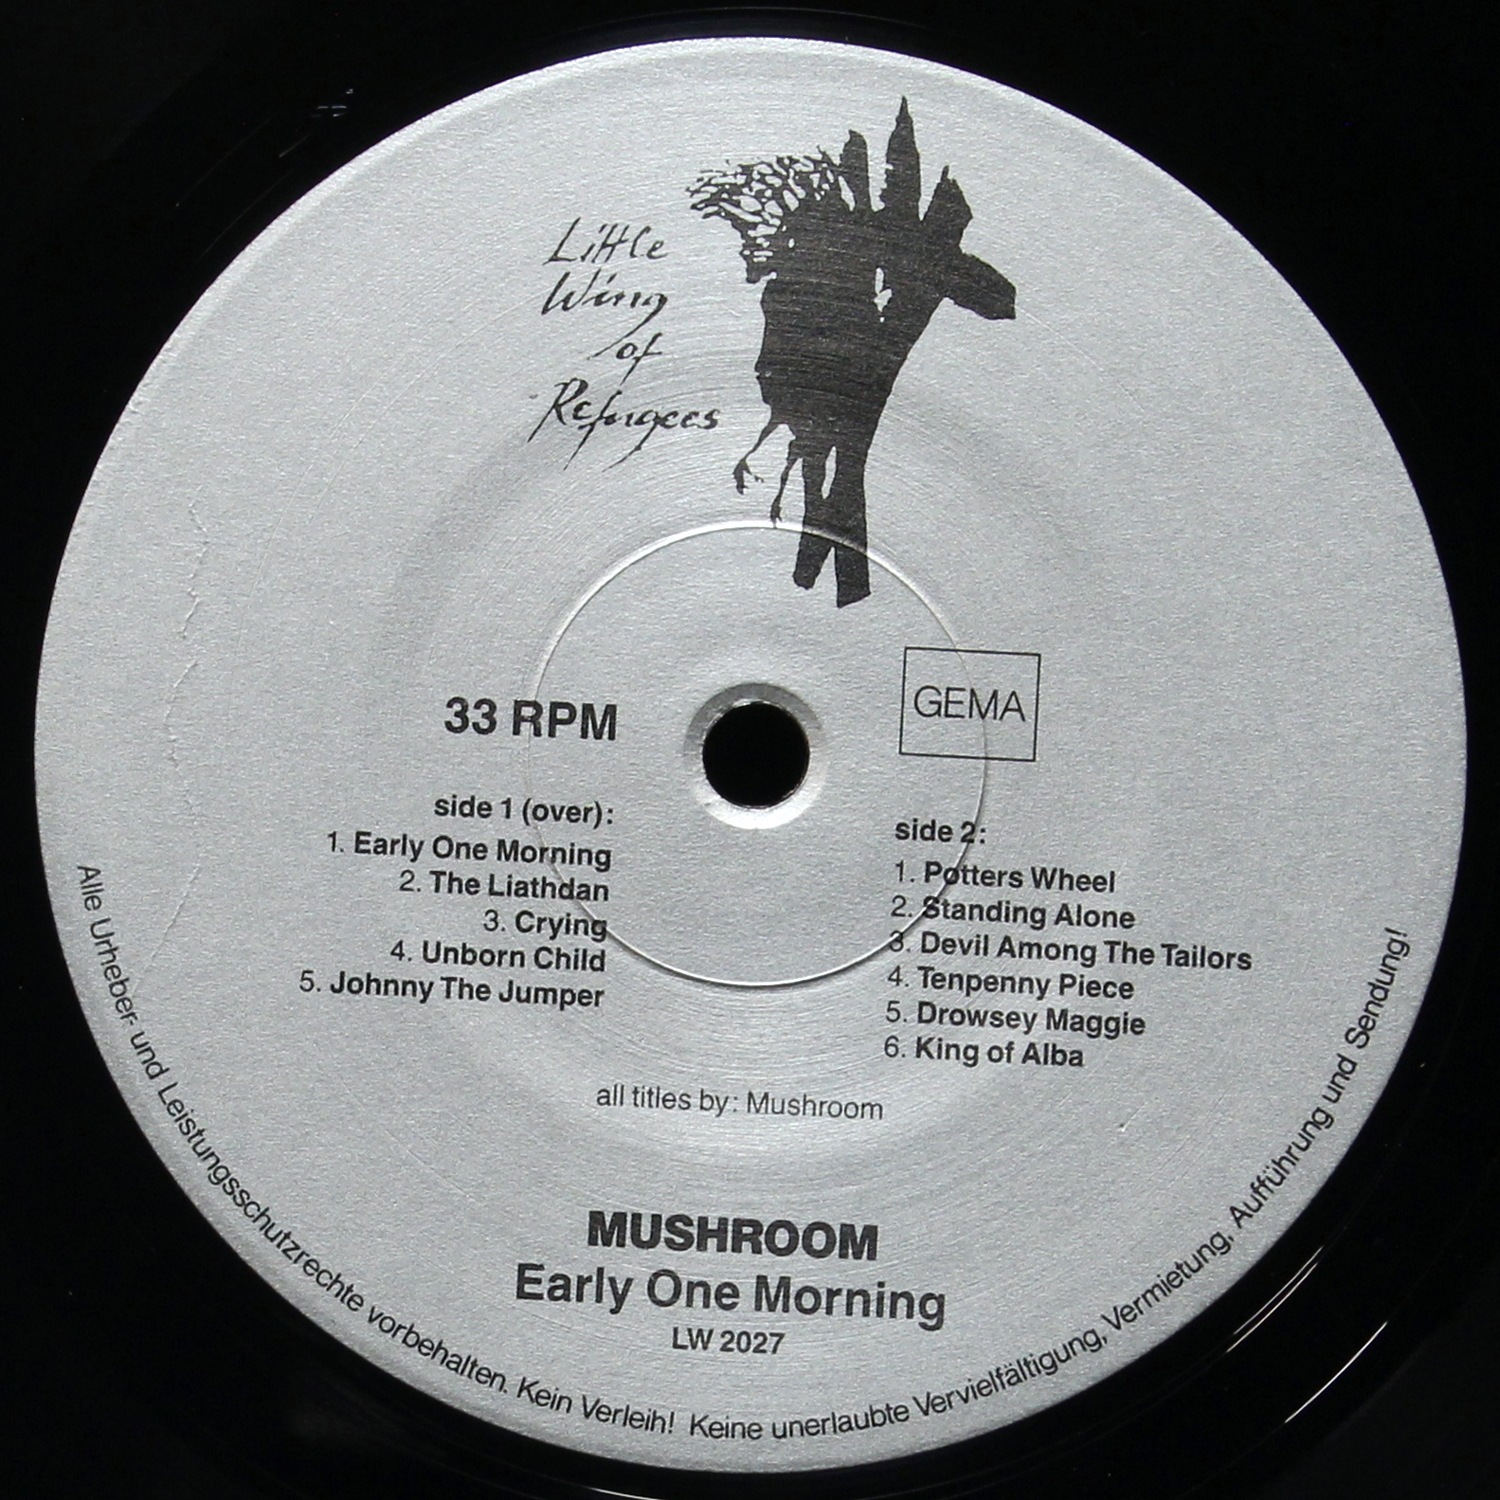 Little
Wing
of
Refugees
33 RPM
GEMA
side 1 (over):
1. Early One Morning
2. The Liathdan
3. Crying
4. Unborn Child
5. Johnny The Jumper
side 2:
1. Potters Wheel
2. Standing Alone
3. Devil Among The Tailors
4. Tenpenny Piece
5. Drowsey Maggie
6. King of Alba
all titles by: Mushroom
MUSHROOM
Early One Morning
LW 2027
Alle Urheber- und Leistungsschutzrechte vorbehalten. Kein Verleih! Keine unerlaubte Vervielfältigung, Vermietung, Aufführung und Sendung!